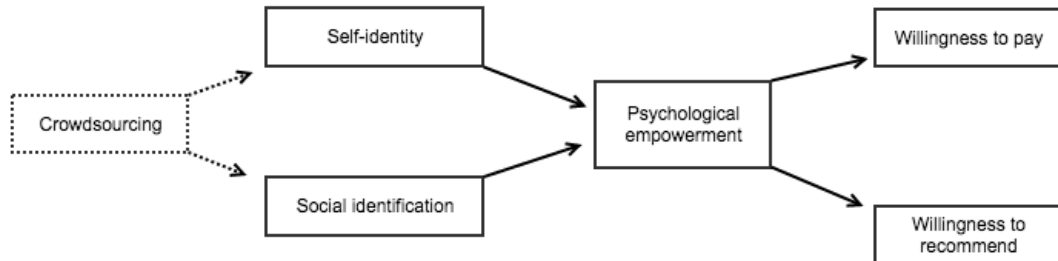 Self-identity
Willingness to pay
Crowdsourcing
Psychological
empowerment
Social identification
Willingness to
recommend